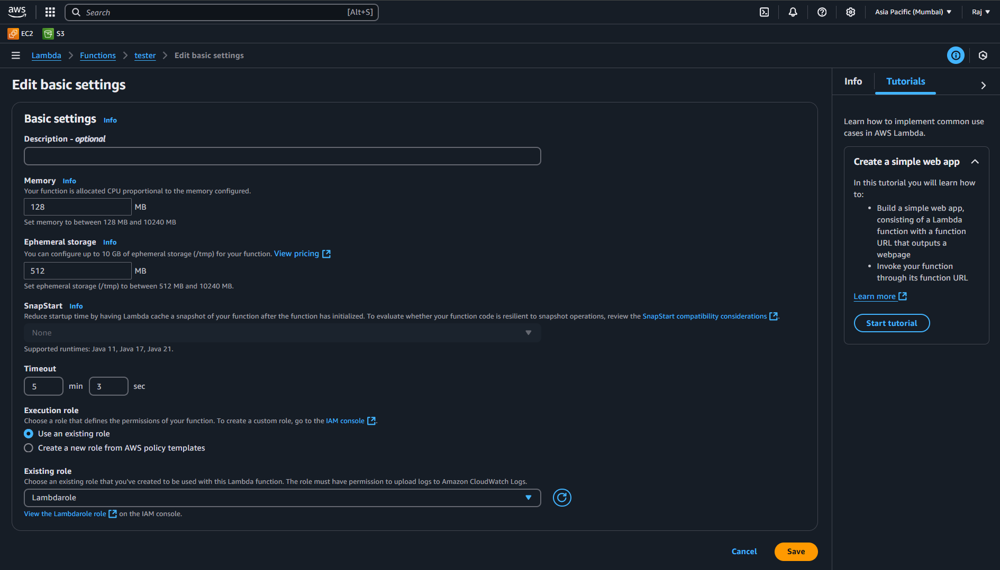 aws
Search [Alt+S]
Asia Pacific (Mumbai)
Raj
EC2
S3
Lambda
Functions
tester
Edit basic settings
Edit basic settings
Basic settings Info
Description - optional
Memory Info
Your function is allocated CPU proportional to the memory configured.
128 MB
Set memory to between 128 MB and 10240 MB
Ephemeral storage Info
You can configure up to 10 GB of ephemeral storage (/tmp) for your function. View pricing
512 MB
Set ephemeral storage (/tmp) to between 512 MB and 10240 MB.
SnapStart Info
Reduce startup time by having Lambda cache a snapshot of your function after the function has initialized. To evaluate whether your function code is resilient to snapshot operations, review the SnapStart compatibility considerations.
None
Supported runtimes: Java 11, Java 17, Java 21.
Timeout
5 min 3 sec
Execution role
Choose a role that defines the permissions of your function. To create a custom role, go to the IAM console.
Use an existing role
Create a new role from AWS policy templates
Existing role
Choose an existing role that you've created to be used with this Lambda function. The role must have permission to upload logs to Amazon CloudWatch Logs.
Lambdarole
View the Lambdarole role on the IAM console.
Cancel
Save
Info
Tutorials
Learn how to implement common use
cases in AWS Lambda.
Create a simple web app
In this tutorial you will learn how
to:
• Build a simple web app,
consisting of a Lambda
function with a function
URL that outputs a
webpage
• Invoke your function
through its function URL
Learn more
Start tutorial